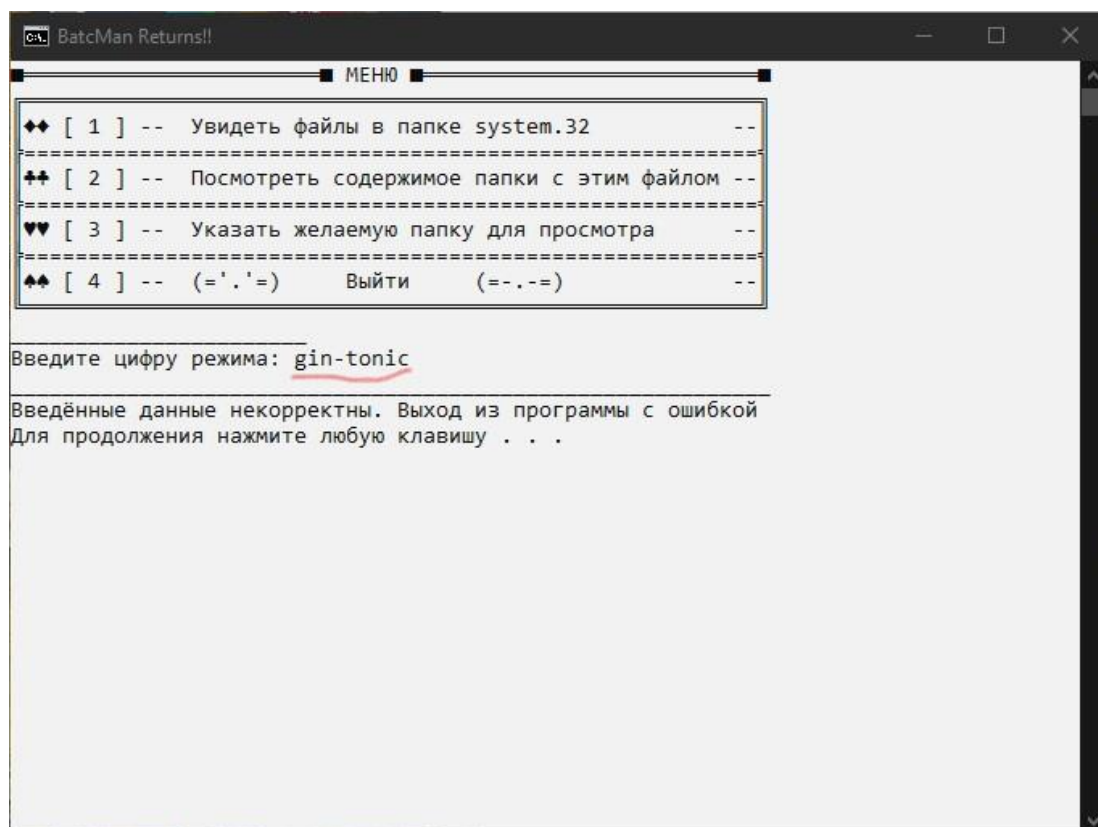 BatcMan Returns!!
МЕНЮ
♦♦ [ 1 ] -- Увидеть файлы в папке system.32 --
♣♣ [ 2 ] -- Посмотреть содержимое папки с этим файлом --
♥♥ [ 3 ] -- Указать желаемую папку для просмотра --
♠♠ [ 4 ] -- (='.'=) Выйти (=-.-=) --
Введите цифру режима: gin-tonic
Введённые данные некорректны. Выход из программы с ошибкой
Для продолжения нажмите любую клавишу . . .